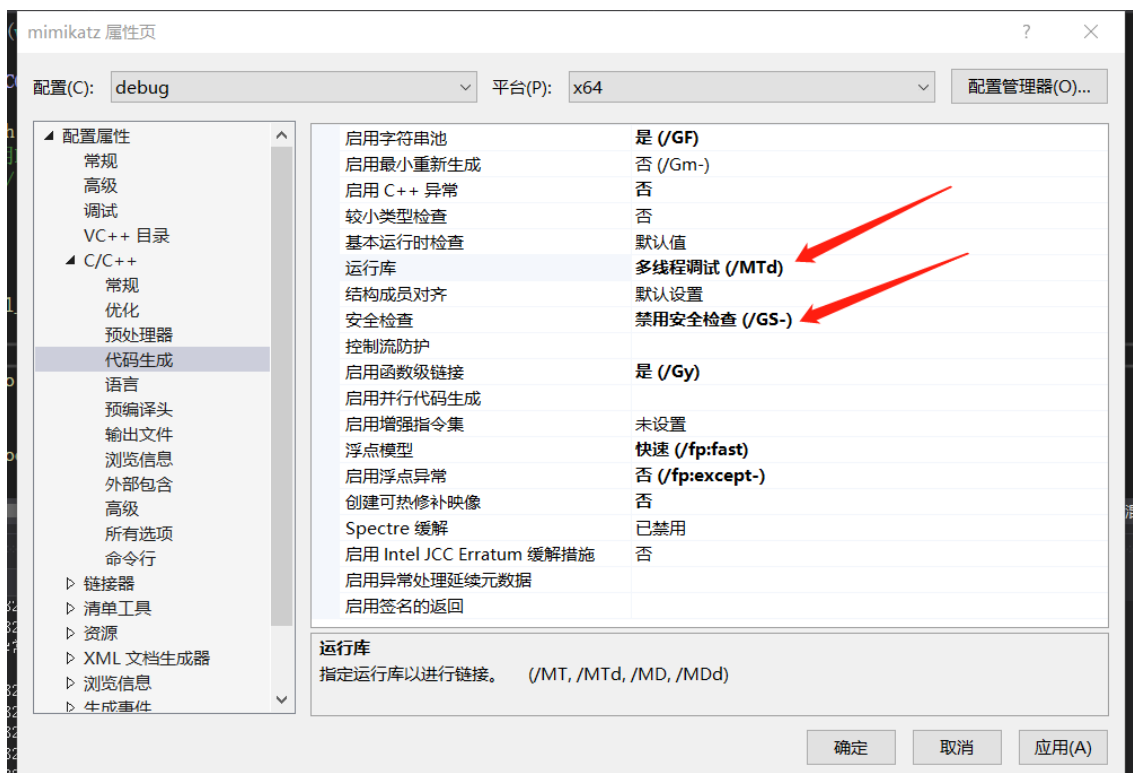 mimikatz 属性页
配置(C): debug 平台(P): x64 配置管理器(O)...
配置属性
常规
高级
调试
VC++ 目录
C/C++
常规
优化
预处理器
代码生成
语言
预编译头
输出文件
浏览信息
外部包含
高级
所有选项
命令行
链接器
清单工具
资源
XML 文档生成器
浏览信息
生成事件
启用字符串池 是 (/GF)
启用最小重新生成 否 (/Gm-)
启用 C++ 异常 否
较小类型检查 否
基本运行时检查 默认值
运行库 多线程调试 (/MTd)
结构成员对齐 默认设置
安全检查 禁用安全检查 (/GS-)
控制流防护
启用函数级链接 是 (/Gy)
启用并行代码生成
启用增强指令集 未设置
浮点模型 快速 (/fp:fast)
启用浮点异常 否 (/fp:except-)
创建可热修补映像 否
Spectre 缓解 已禁用
启用 Intel JCC Erratum 缓解措施 否
启用异常处理延续元数据
启用签名的返回
运行库
指定运行库以进行链接。 (/MT, /MTd, /MD, /MDd)
确定 取消 应用(A)